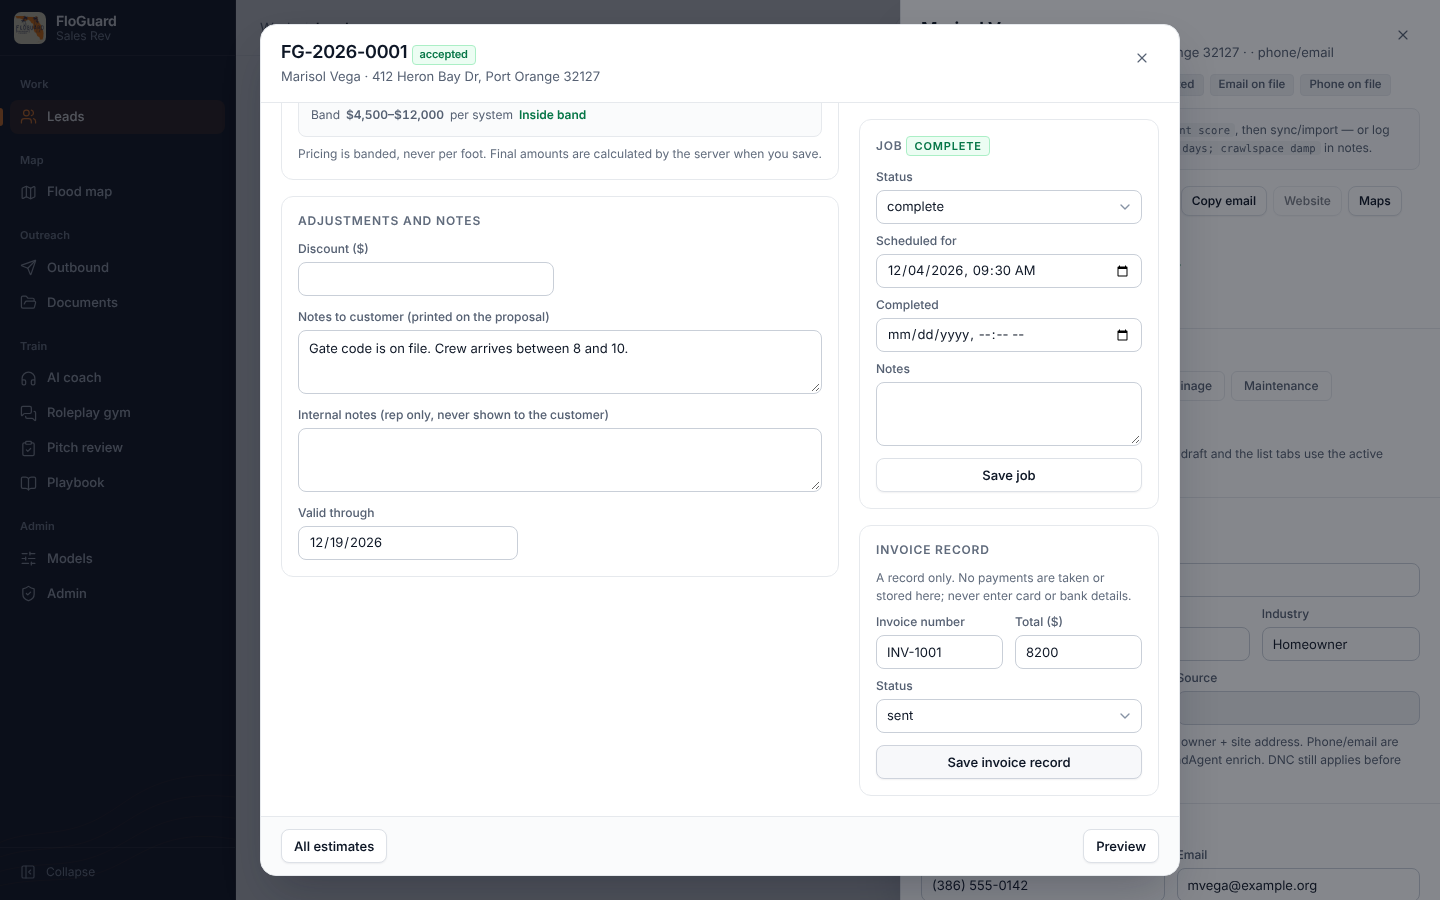 FloGuard
Sales Rev
Work
Leads
Map
Flood map
Outreach
Outbound
Documents
Train
AI coach
Roleplay gym
Pitch review
Playbook
Admin
Models
Admin
Collapse
FG-2026-0001 accepted
Marisol Vega · 412 Heron Bay Dr, Port Orange 32127
Band $4,500–$12,000 per system Inside band
Pricing is banded, never per foot. Final amounts are calculated by the server when you save.
ADJUSTMENTS AND NOTES
Discount ($)
Notes to customer (printed on the proposal)
Gate code is on file. Crew arrives between 8 and 10.
Internal notes (rep only, never shown to the customer)
Valid through
12/19/2026
JOB COMPLETE
Status
complete
Scheduled for
12/04/2026, 09:30 AM
Completed
mm/dd/yyyy, --:-- --
Notes
Save job
INVOICE RECORD
A record only. No payments are taken or
stored here; never enter card or bank details.
Invoice number Total ($)
INV-1001 8200
Status
sent
Save invoice record
All estimates
Preview
32127 · · phone/email
Email on file Phone on file
score, then sync/import — or log
days; crawlspace damp in notes.
Copy email Website Maps
Maintenance
draft and the list tabs use the active
Industry
Homeowner
Source
owner + site address. Phone/email are
enrich. DNC still applies before
Email
(386) 555-0142 mvega@example.org